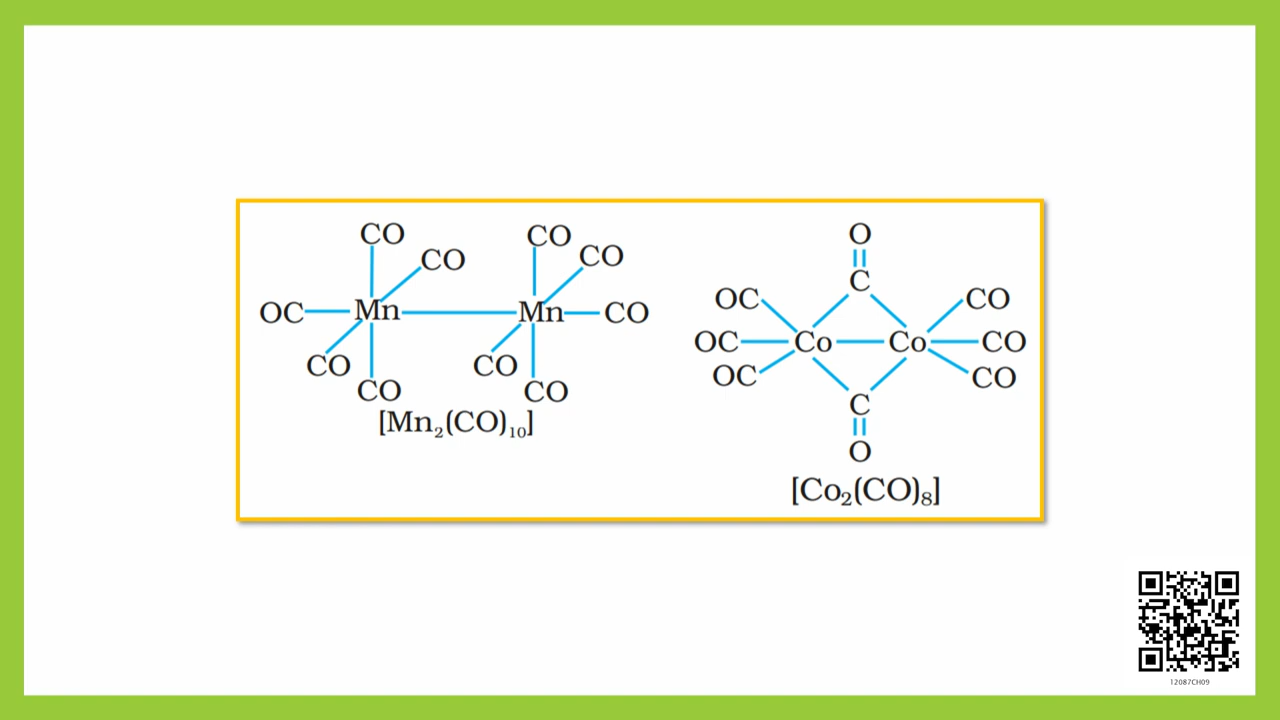 CO CO
CO CO
OC Mn Mn CO
CO CO
CO CO
[Mn₂(CO)₁₀]
O
C
OC CO
OC Co Co CO
OC CO
C
O
[Co₂(CO)₈]
12087CH09